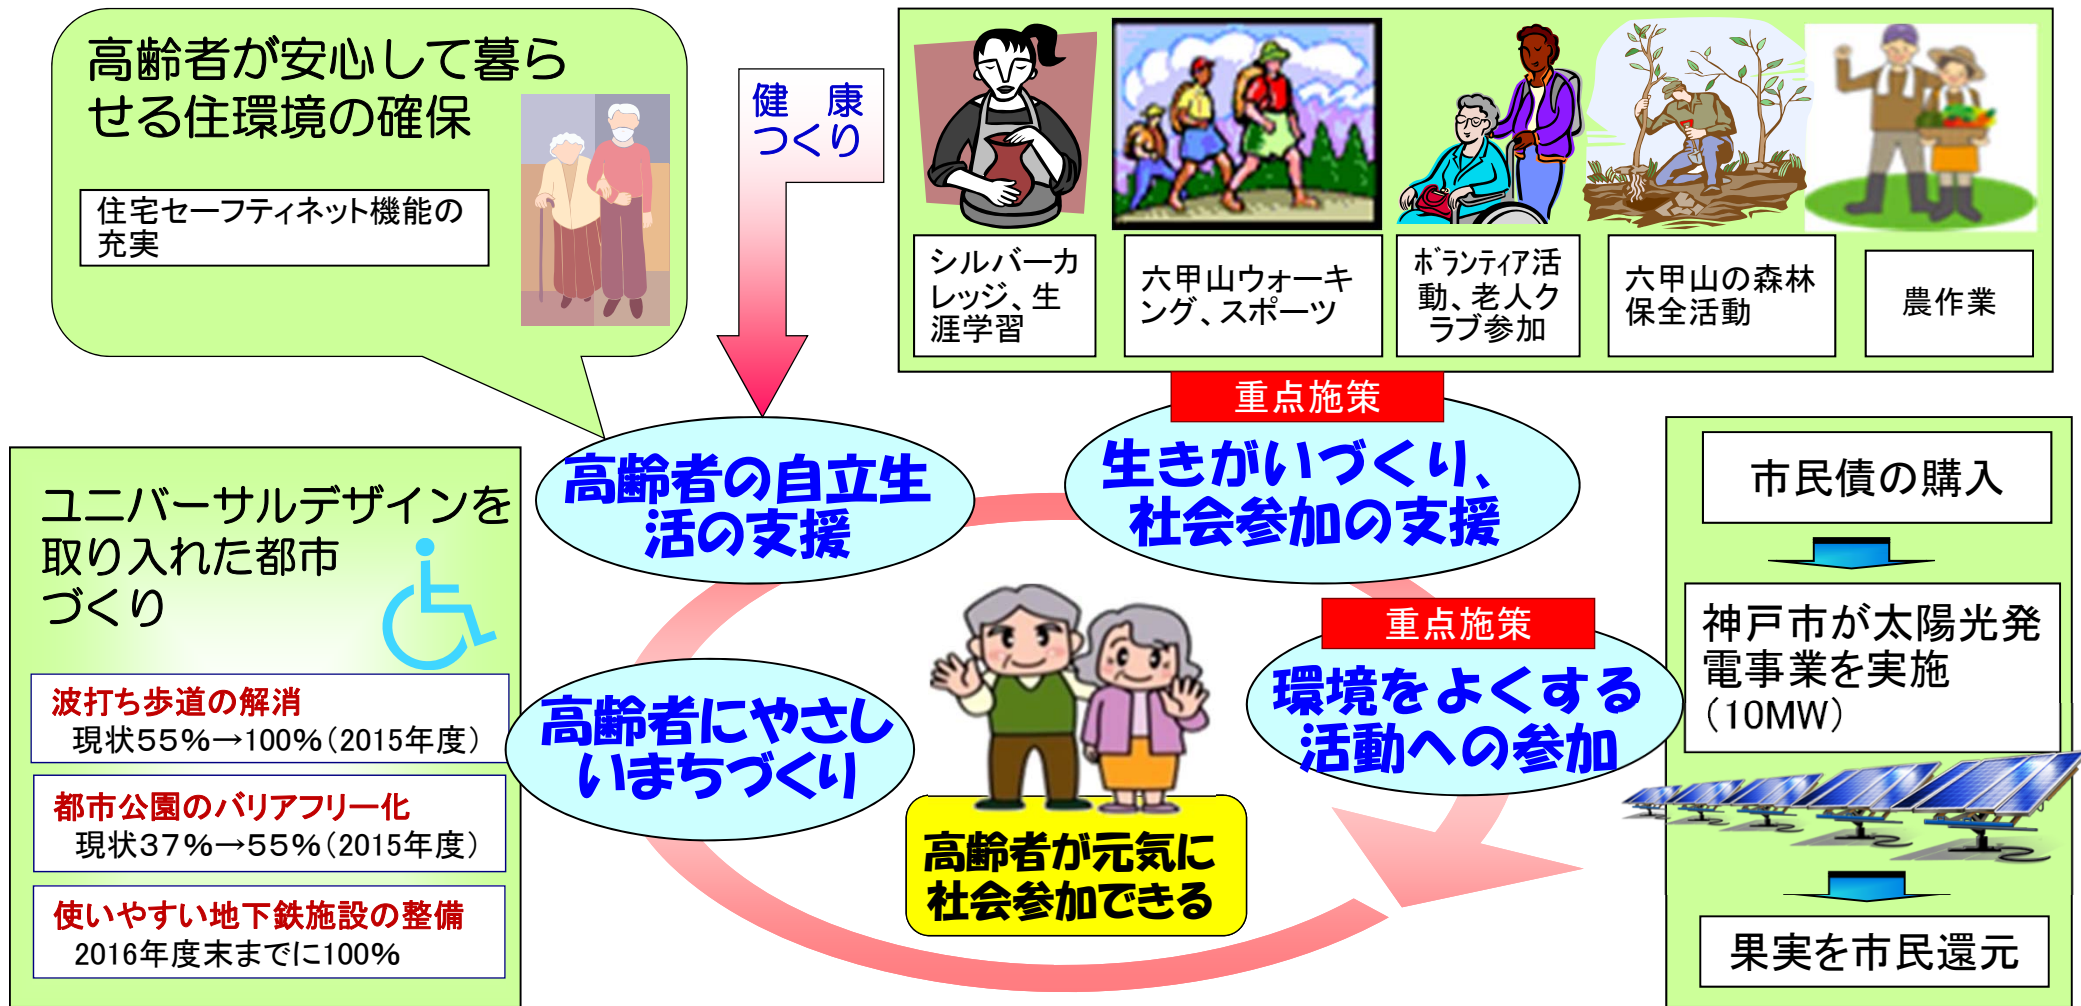 高齢者が安心して暮ら
せる住環境の確保
住宅セーフティネット機能の
充実
健　康
つくり
シルバーカ
レッジ、生
涯学習
六甲山ウォーキ
ング、スポーツ
ボランティア活
動、老人ク
ラブ参加
六甲山の森林
保全活動
農作業
重点施策
高齢者の自立生
活の支援
生きがいづくり、
社会参加の支援
重点施策
環境をよくする
活動への参加
高齢者にやさし
いまちづくり
高齢者が元気に
社会参加できる
ユニバーサルデザインを
取り入れた都市
づくり
波打ち歩道の解消
現状55%→100%(2015年度)
都市公園のバリアフリー化
現状37%→55%(2015年度)
使いやすい地下鉄施設の整備
2016年度末までに100%
市民債の購入
神戸市が太陽光発
電事業を実施
(10MW)
果実を市民還元